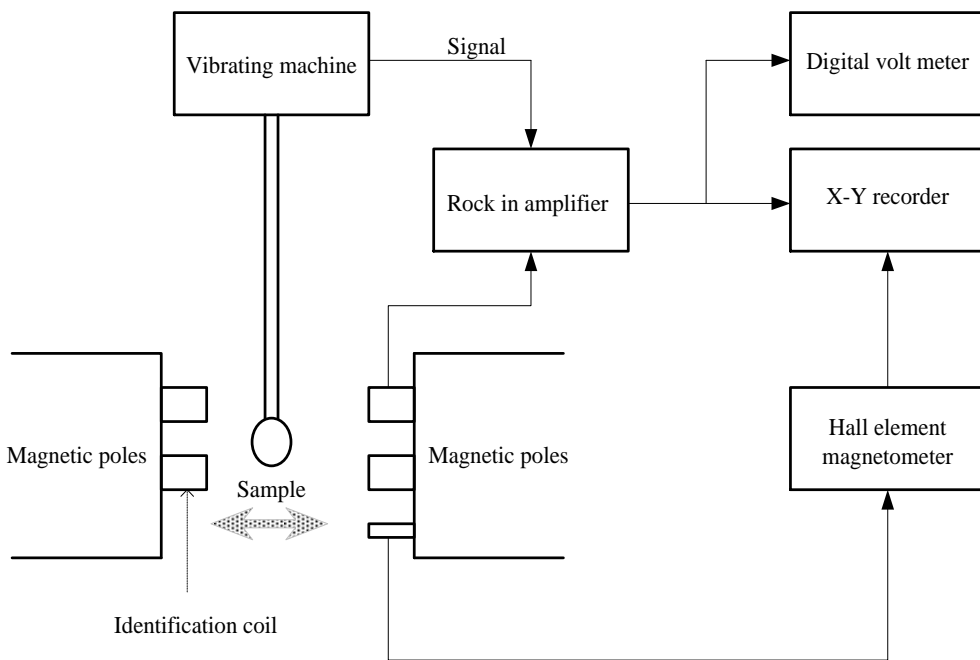 Signal
Vibrating machine
Digital volt meter
Rock in amplifier
X-Y recorder
Magnetic poles
Magnetic poles
Hall element
magnetometer
Sample
Identification coil